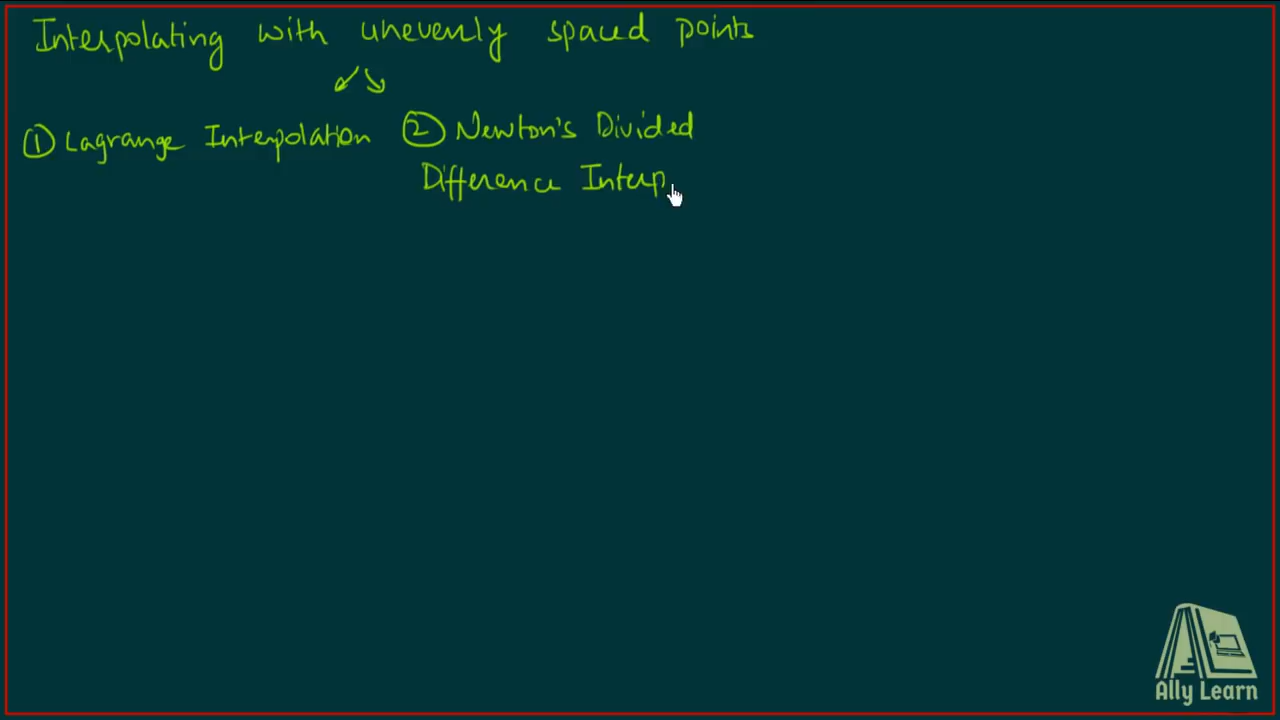 Interpolating with unevenly spaced points
① Lagrange Interpolation
② Newton's Divided
Difference Interp
Ally Learn